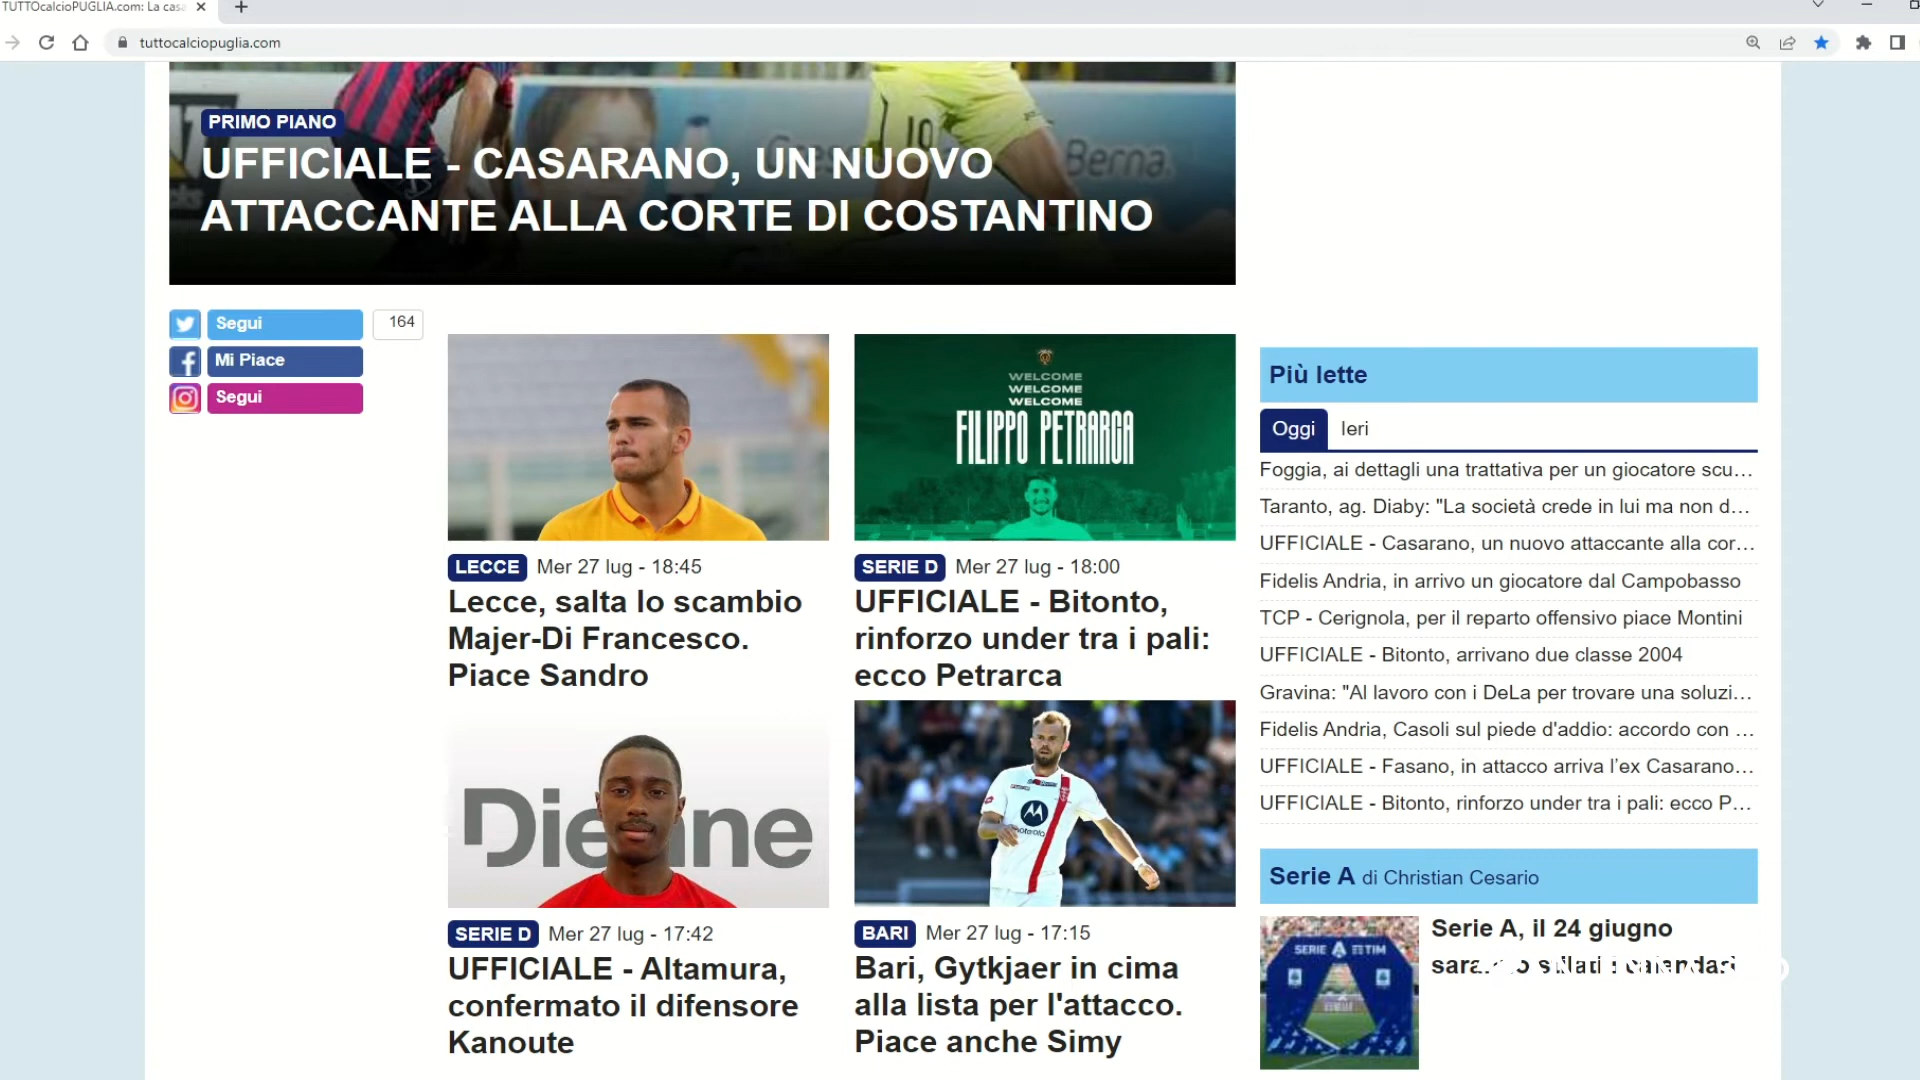 TUTTOcalcioPUGLIA.com: La casa
tuttocalciopuglia.com
10
Berna.
PRIMO PIANO
UFFICIALE - CASARANO, UN NUOVO
ATTACCANTE ALLA CORTE DI COSTANTINO
Segui
164
Mi Piace
Segui
WELCOME
WELCOME
WELCOME
FILIPPO PETRARCA
LECCE Mer 27 lug - 18:45
Lecce, salta lo scambio
Majer-Di Francesco.
Piace Sandro
SERIE D Mer 27 lug - 18:00
UFFICIALE - Bitonto,
rinforzo under tra i pali:
ecco Petrarca
motorola
SERIE D Mer 27 lug - 17:42
UFFICIALE - Altamura,
confermato il difensore
Kanoute
BARI Mer 27 lug - 17:15
Bari, Gytkjaer in cima
alla lista per l'attacco.
Piace anche Simy
Più lette
Oggi Ieri
Foggia, ai dettagli una trattativa per un giocatore scu...
Taranto, ag. Diaby: "La società crede in lui ma non d...
UFFICIALE - Casarano, un nuovo attaccante alla cor...
Fidelis Andria, in arrivo un giocatore dal Campobasso
TCP - Cerignola, per il reparto offensivo piace Montini
UFFICIALE - Bitonto, arrivano due classe 2004
Gravina: "Al lavoro con i DeLa per trovare una soluzi...
Fidelis Andria, Casoli sul piede d'addio: accordo con ...
UFFICIALE - Fasano, in attacco arriva l’ex Casarano...
UFFICIALE - Bitonto, rinforzo under tra i pali: ecco P...
Serie A di Christian Cesario
SERIE A TIM
Serie A, il 24 giugno